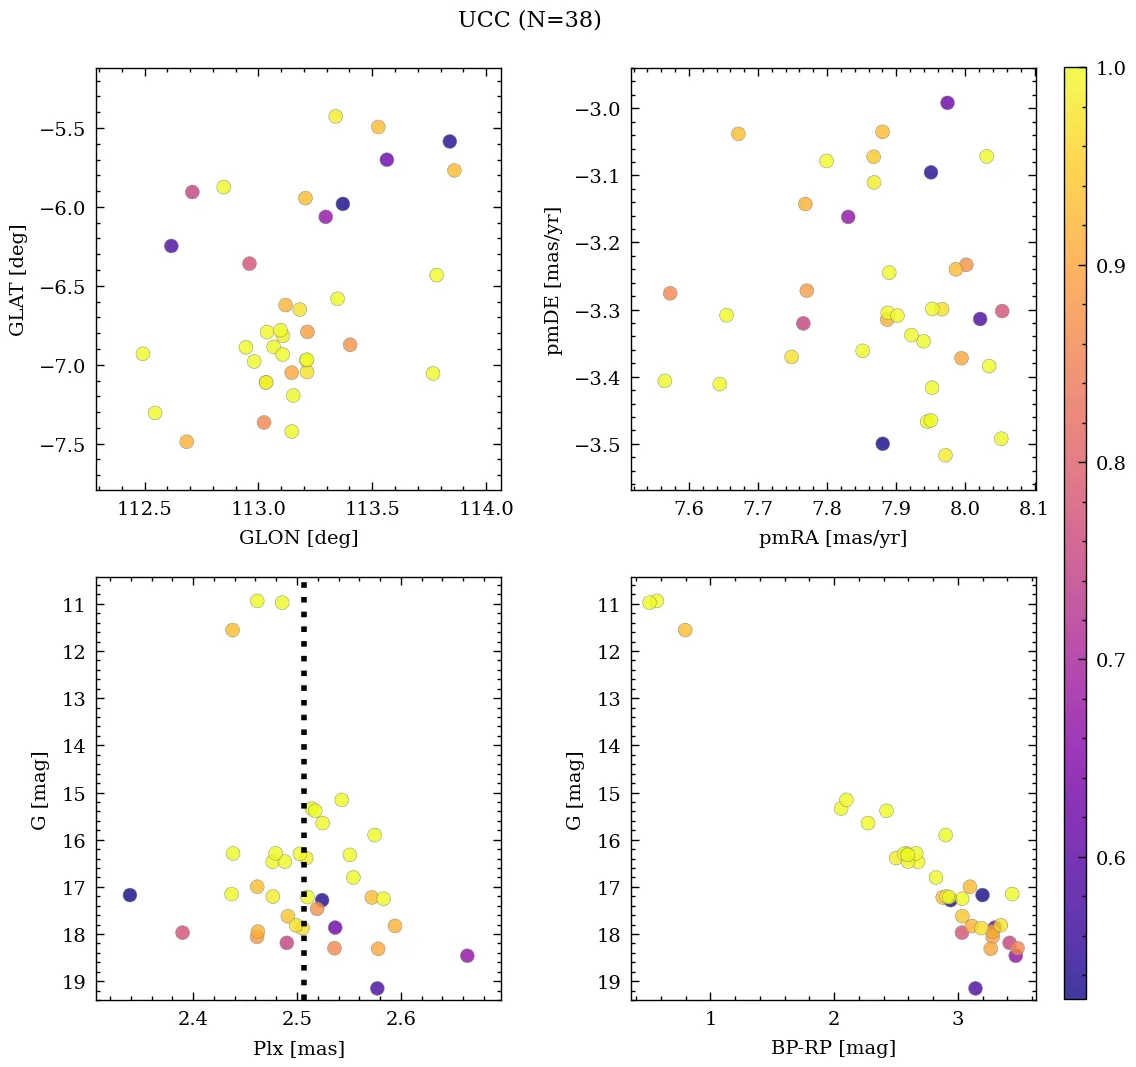 UCC (N=38)
−5.5
−6.0
−6.5
−7.0
−7.5
GLAT [deg]
112.5 113.0 113.5 114.0
GLON [deg]
−3.0
−3.1
−3.2
−3.3
−3.4
−3.5
pmDE [mas/yr]
7.6 7.7 7.8 7.9 8.0 8.1
pmRA [mas/yr]
11
12
13
14
15
16
17
18
19
G [mag]
2.4 2.5 2.6
Plx [mas]
11
12
13
14
15
16
17
18
19
G [mag]
1 2 3
BP-RP [mag]
1.0
0.9
0.8
0.7
0.6